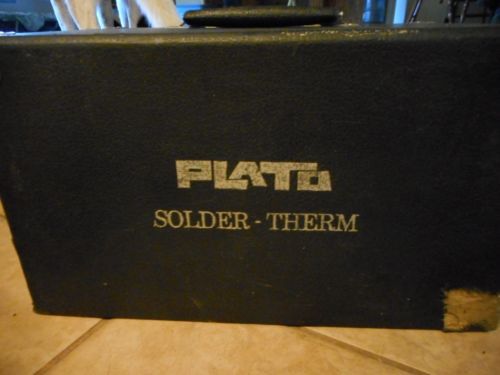 PLATO
SOLDER - THERM